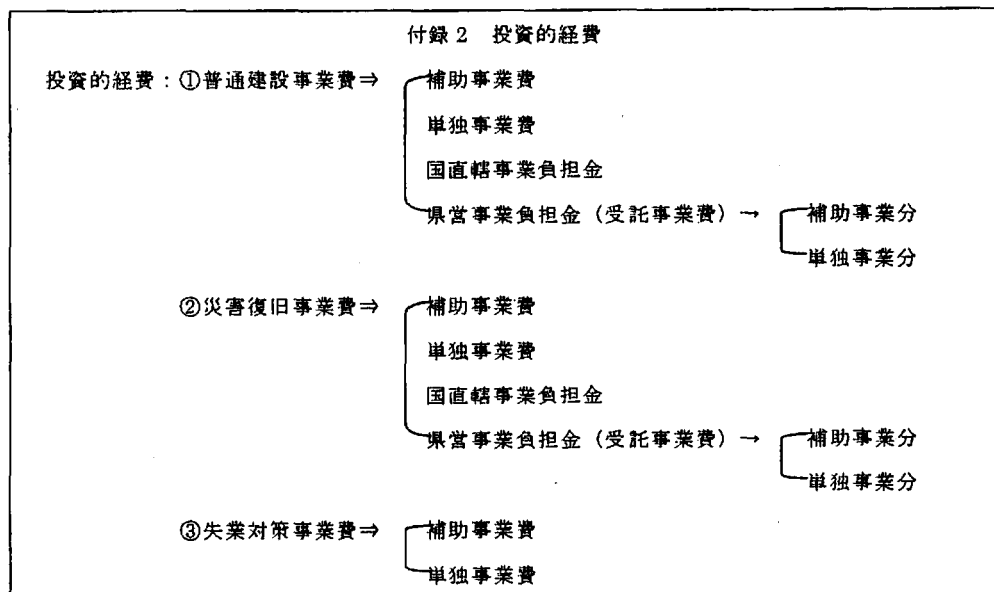 付録2 投資的経費
投資的経費:①普通建設事業費⇒ 補助事業費
単独事業費
国直轄事業負担金
県営事業負担金(受託事業費)→ 補助事業分
単独事業分
②災害復旧事業費⇒ 補助事業費
単独事業費
国直轄事業負担金
県営事業負担金(受託事業費)→ 補助事業分
単独事業分
③失業対策事業費⇒ 補助事業費
単独事業費